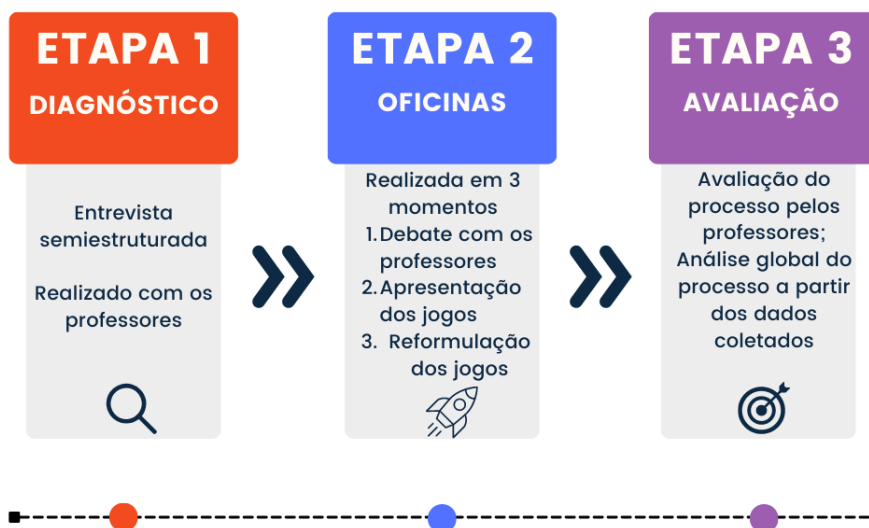 ETAPA 1
DIAGNÓSTICO
Entrevista
semiestruturada
Realizado com os
professores
ETAPA 2
OFICINAS
Realizada em 3
momentos
1.Debate com os
professores
2.Apresentação
dos jogos
3. Reformulação
dos jogos
ETAPA 3
AVALIAÇÃO
Avaliação do
processo pelos
professores;
Análise global do
processo a partir
dos dados
coletados